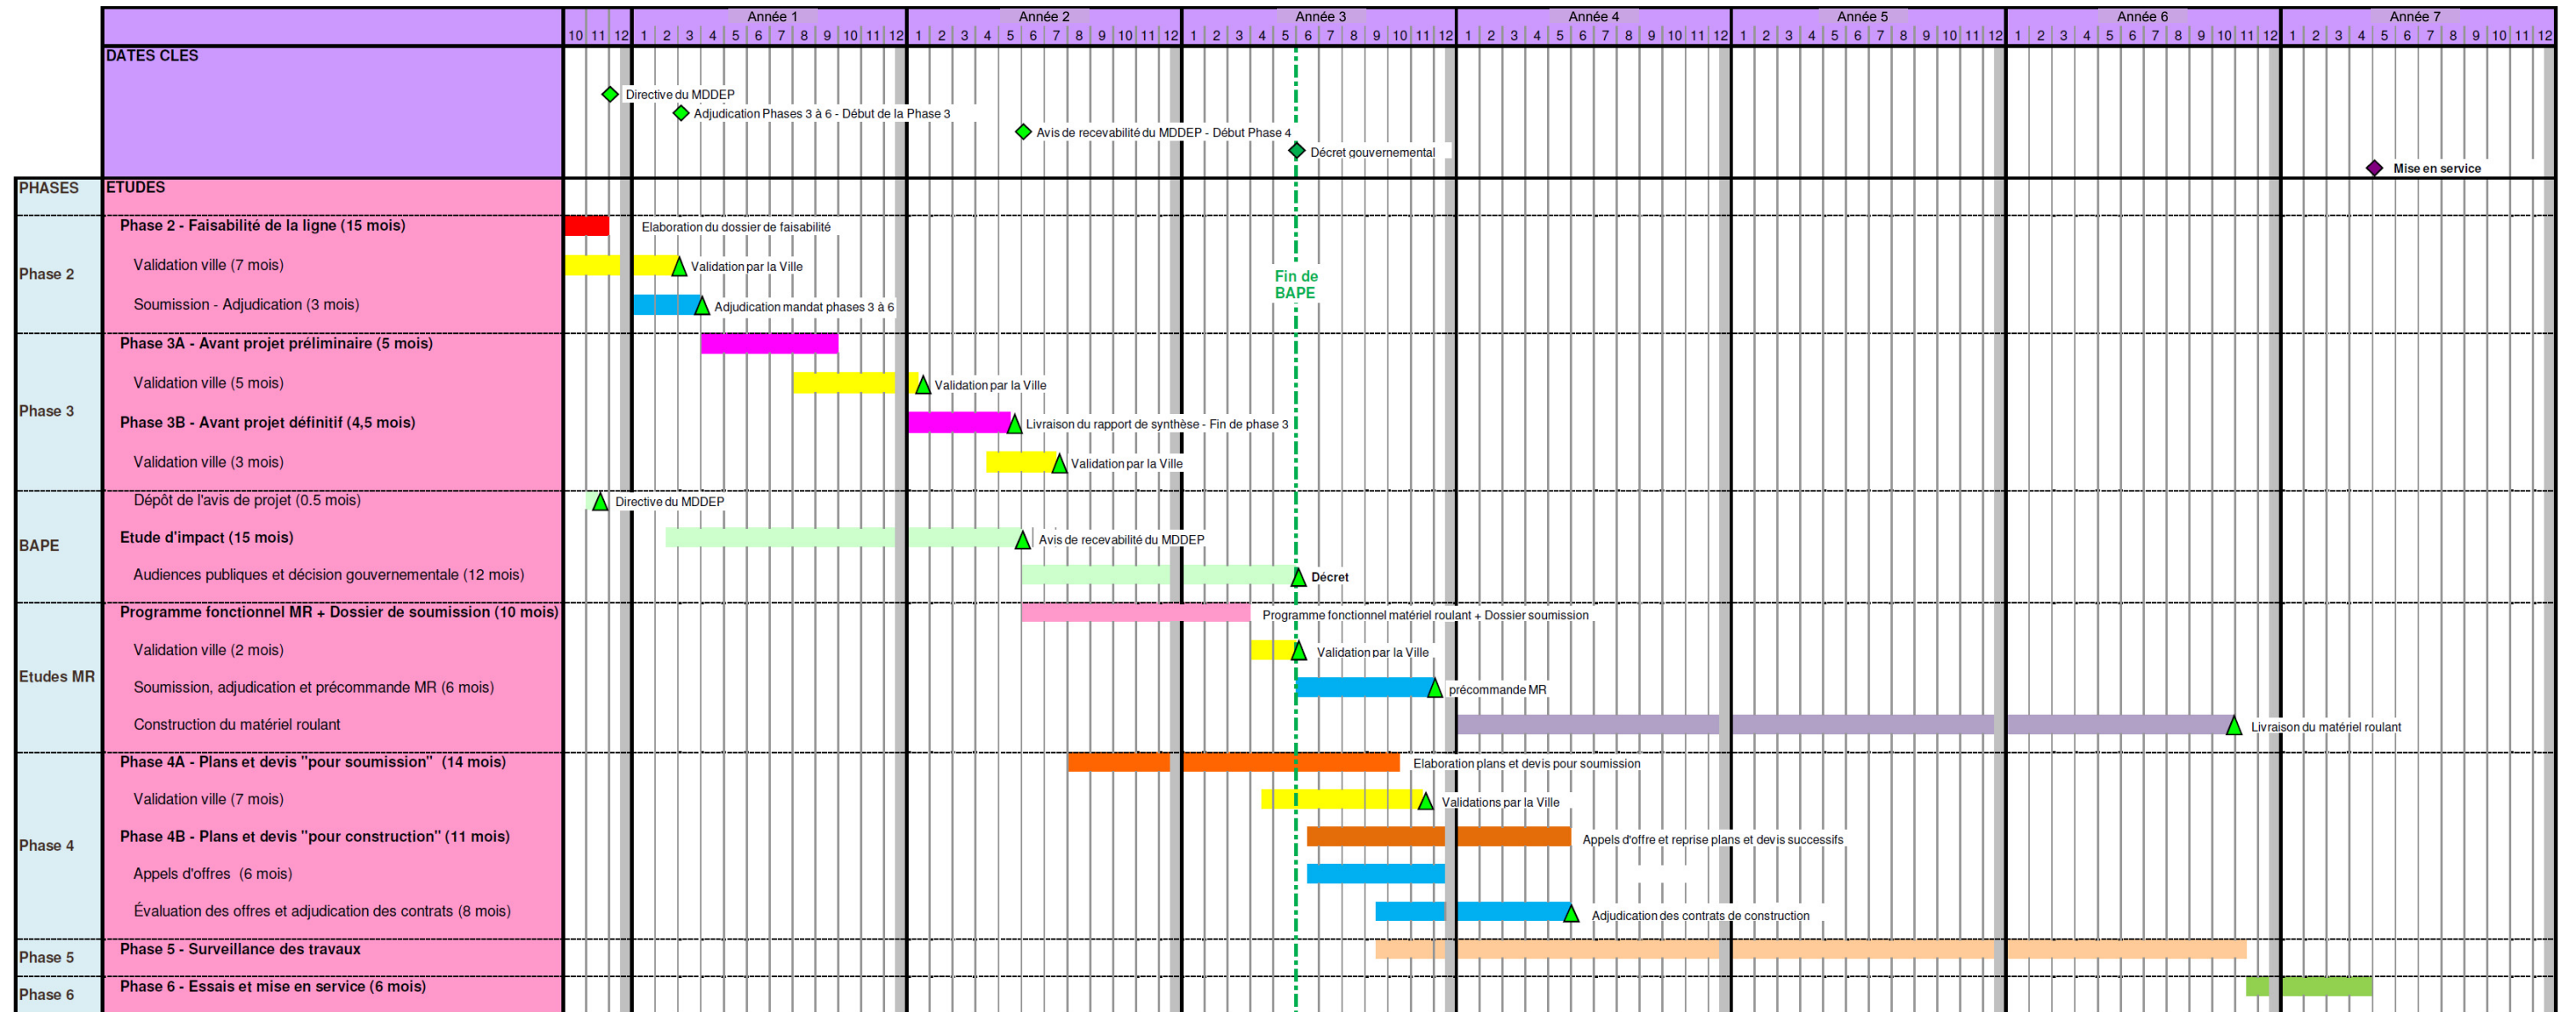 Année 1 Année 2 Année 3 Année 4 Année 5 Année 6 Année 7
10 11 12 1 2 3 4 5 6 7 8 9 10 11 12 1 2 3 4 5 6 7 8 9 10 11 12 1 2 3 4 5 6 7 8 9 10 11 12 1 2 3 4 5 6 7 8 9 10 11 12 1 2 3 4 5 6 7 8 9 10 11 12 1 2 3 4 5 6 7 8 9 10 11 12 1 2 3 4 5 6 7 8 9 10 11 12
DATES CLES
Directive du MDDEP
Adjudication Phases 3 à 6 - Début de la Phase 3
Avis de recevabilité du MDDEP - Début Phase 4
Décret gouvernemental
Mise en service
PHASES ETUDES
Phase 2 - Faisabilité de la ligne (15 mois) Elaboration du dossier de faisabilité
Phase 2
Validation ville (7 mois) Validation par la Ville
Fin de
BAPE
Soumission - Adjudication (3 mois) Adjudication mandat phases 3 à 6
Phase 3A - Avant projet préliminaire (5 mois)
Validation ville (5 mois) Validation par la Ville
Phase 3
Phase 3B - Avant projet définitif (4,5 mois) Livraison du rapport de synthèse - Fin de phase 3
Validation ville (3 mois) Validation par la Ville
Dépôt de l'avis de projet (0.5 mois) Directive du MDDEP
BAPE
Etude d'impact (15 mois) Avis de recevabilité du MDDEP
Audiences publiques et décision gouvernementale (12 mois) Décret
Programme fonctionnel MR + Dossier de soumission (10 mois) Programme fonctionnel matériel roulant + Dossier soumission
Validation ville (2 mois) Validation par la Ville
Etudes MR
Soumission, adjudication et précommande MR (6 mois) précommande MR
Construction du matériel roulant Livraison du matériel roulant
Phase 4A - Plans et devis "pour soumission" (14 mois) Elaboration plans et devis pour soumission
Validation ville (7 mois) Validations par la Ville
Phase 4
Phase 4B - Plans et devis "pour construction" (11 mois) Appels d'offre et reprise plans et devis successifs
Appels d'offres (6 mois)
Évaluation des offres et adjudication des contrats (8 mois) Adjudication des contrats de construction
Phase 5
Phase 5 - Surveillance des travaux
Phase 6
Phase 6 - Essais et mise en service (6 mois)